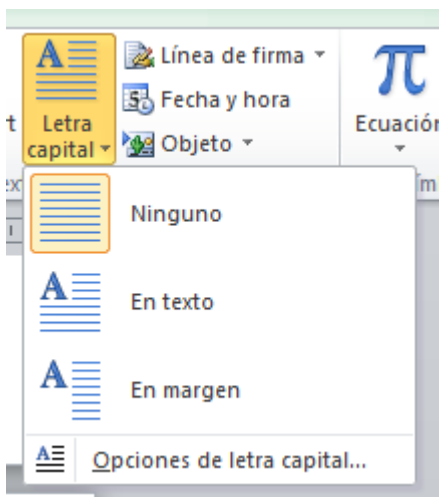 Letra
capital
Línea de firma
Fecha y hora
Objeto
Ecuación
Ninguno
En texto
En margen
Opciones de letra capital...